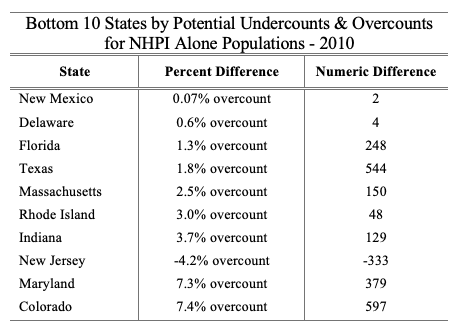 Bottom 10 States by Potential Undercounts & Overcounts
for NHPI Alone Populations - 2010
State Percent Difference Numeric Difference
New Mexico 0.07% overcount 2
Delaware 0.6% overcount 4
Florida 1.3% overcount 248
Texas 1.8% overcount 544
Massachusetts 2.5% overcount 150
Rhode Island 3.0% overcount 48
Indiana 3.7% overcount 129
New Jersey -4.2% overcount -333
Maryland 7.3% overcount 379
Colorado 7.4% overcount 597